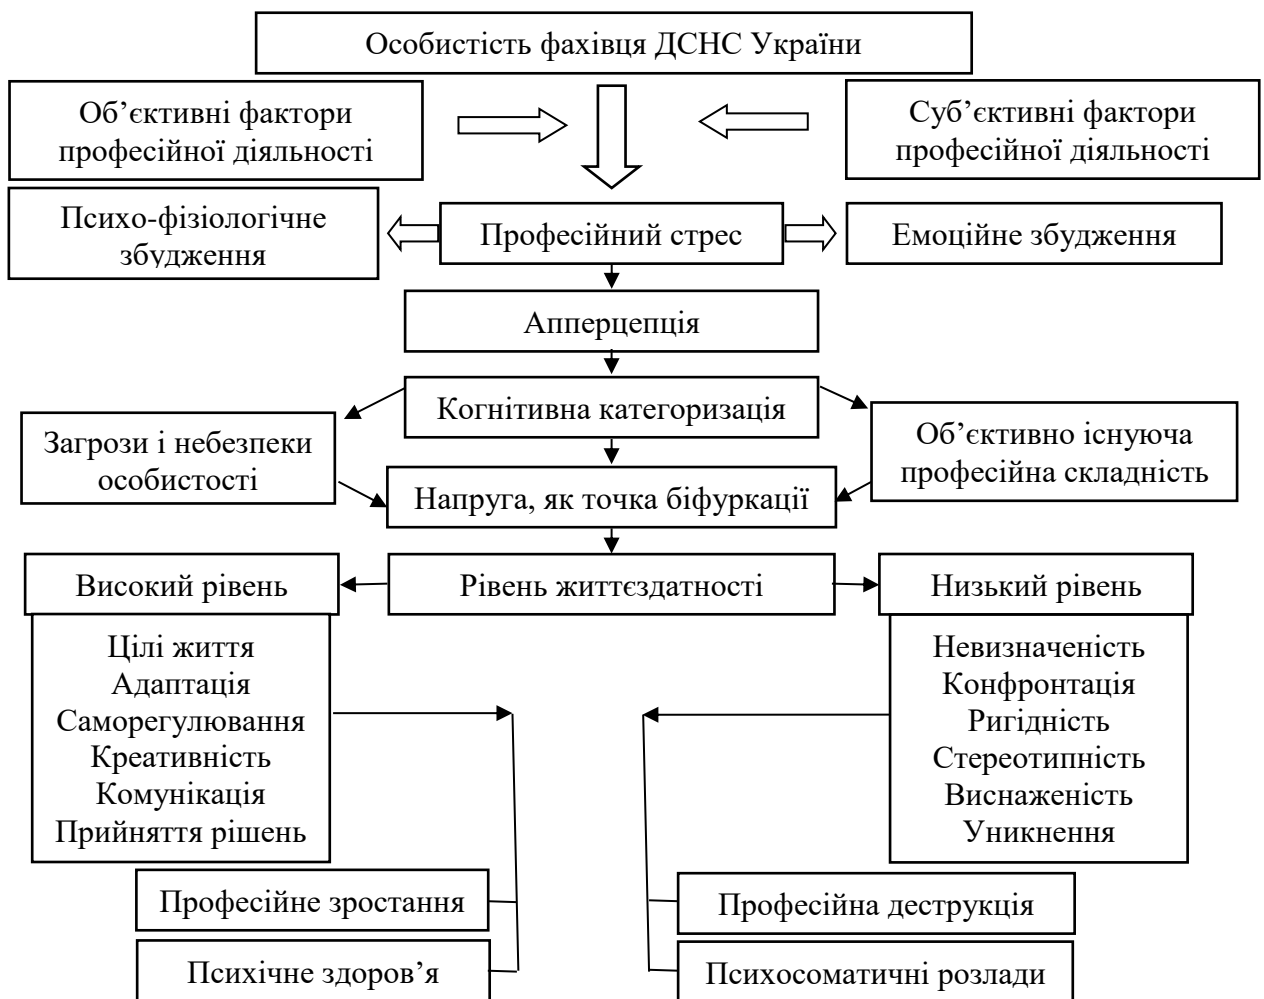 Особистість фахівця ДСНС України
Об’єктивні фактори
професійної діяльності
Суб’єктивні фактори
професійної діяльності
Психо-фізіологічне
збудження
Професійний стрес
Емоційне збудження
Апперцепція
Когнітивна категоризація
Загрози і небезпеки
особистості
Об’єктивно існуюча
професійна складність
Напруга, як точка біфуркації
Високий рівень
Рівень життєздатності
Низький рівень
Цілі життя
Адаптація
Саморегулювання
Креативність
Комунікація
Прийняття рішень
Невизначеність
Конфронтація
Ригідність
Стереотипність
Виснаженість
Уникнення
Професійне зростання
Професійна деструкція
Психічне здоров’я
Психосоматичні розлади